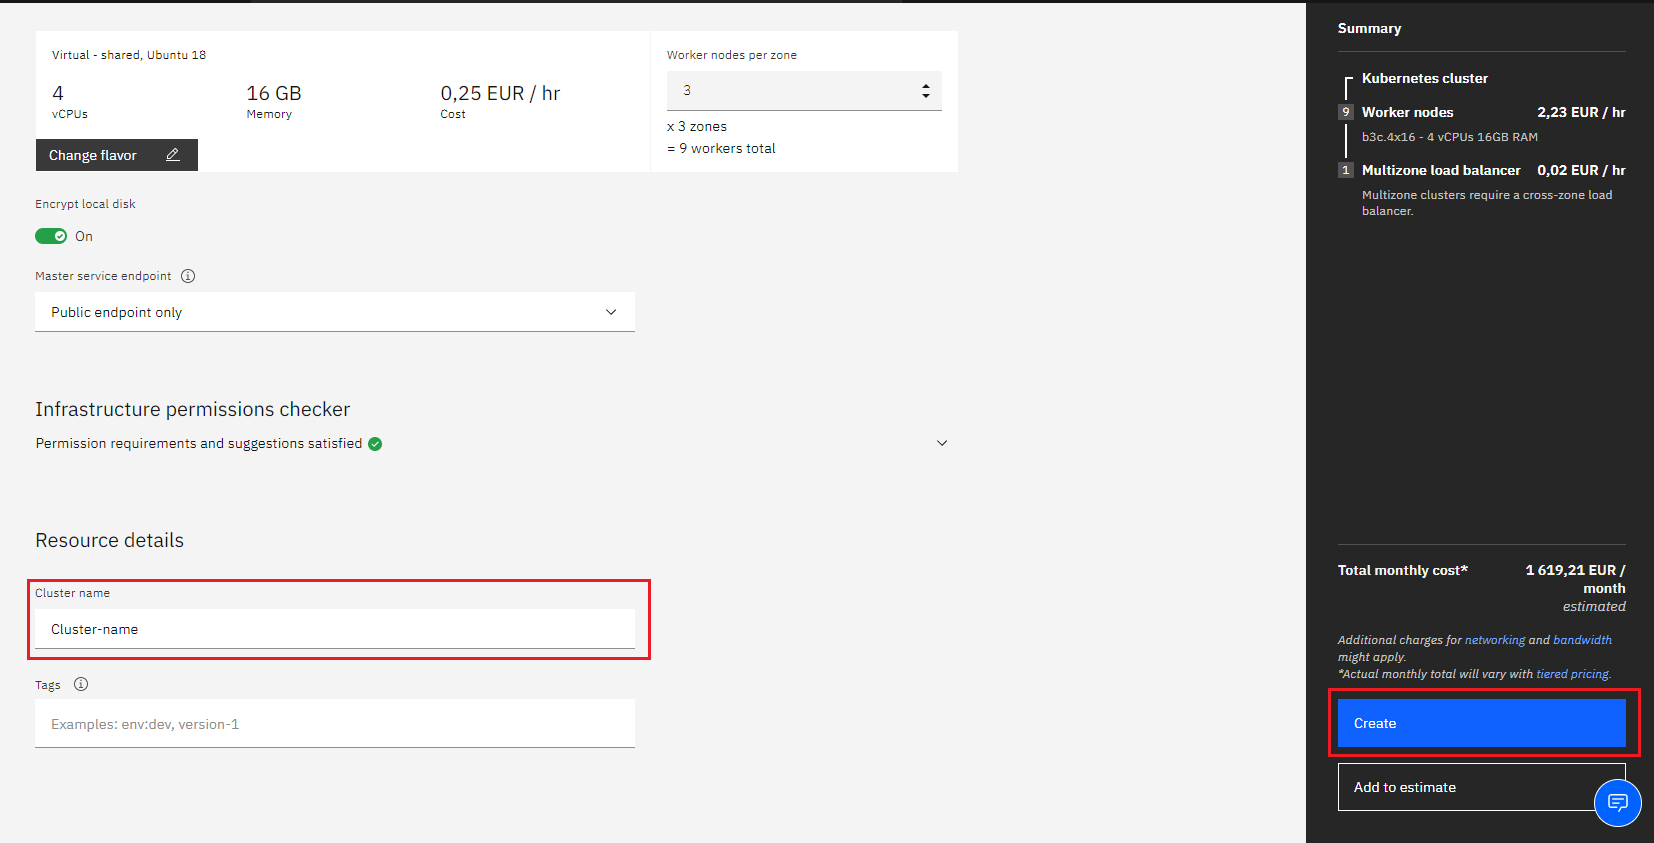 Virtual - shared, Ubuntu 18
4
vCPUs
16 GB
Memory
0,25 EUR / hr
Cost
Change flavor
Worker nodes per zone
3
x 3 zones
= 9 workers total
Encrypt local disk
On
Master service endpoint
Public endpoint only
Infrastructure permissions checker
Permission requirements and suggestions satisfied
Resource details
Cluster name
Cluster-name
Tags
Examples: env:dev, version-1
Summary
Kubernetes cluster
9 Worker nodes 2,23 EUR / hr
b3c.4x16 - 4 vCPUs 16GB RAM
1 Multizone load balancer 0,02 EUR / hr
Multizone clusters require a cross-zone load
balancer.
Total monthly cost* 1 619,21 EUR /
month
estimated
Additional charges for networking and bandwidth
might apply.
*Actual monthly total will vary with tiered pricing.
Create
Add to estimate